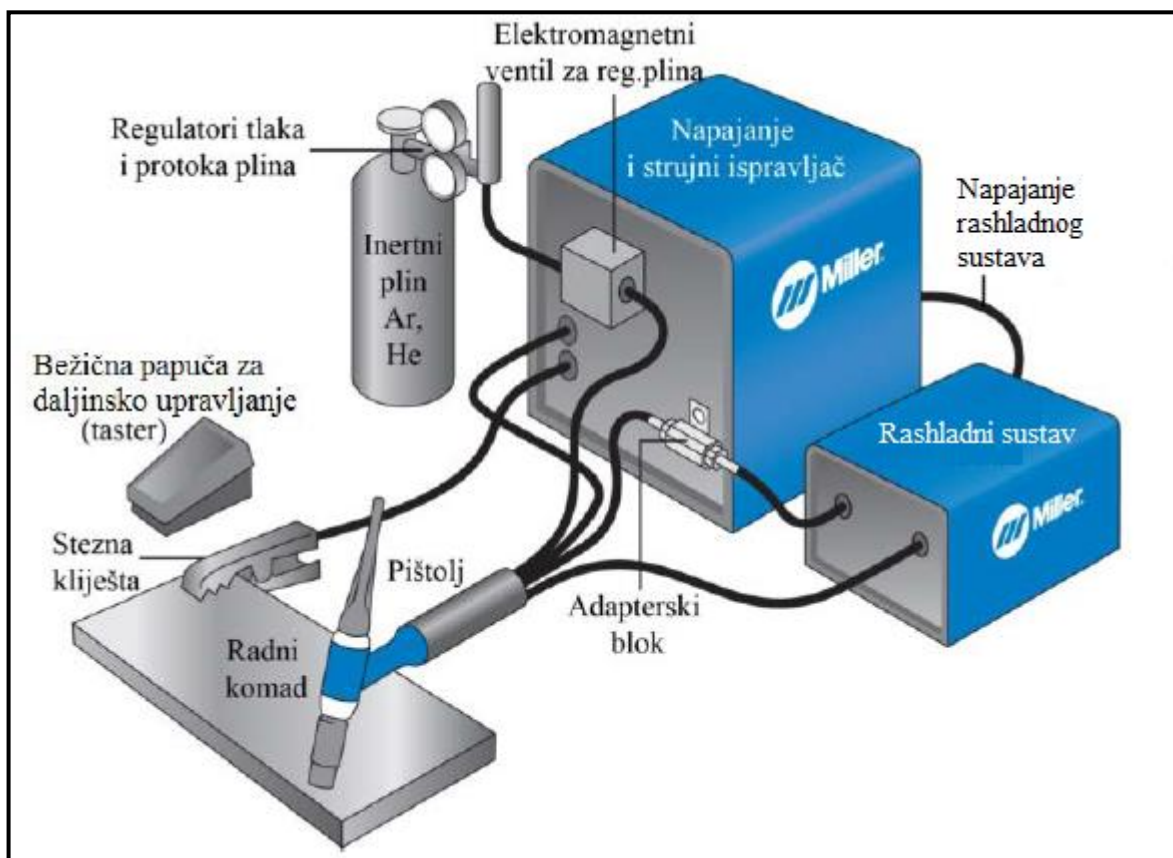 Elektromagnetni
ventil za reg.plina
Regulatori tlaka
i protoka plina
Napajanje
i strujni ispravljač
Napajanje
rashladnog
sustava
Inertni
plin
Ar,
He
Miller
Bežična papuča za
daljinsko upravljanje
(taster)
Rashladni sustav
Miller
Stezna
kliješta
Pištolj
Adapterski
blok
Radni
komad